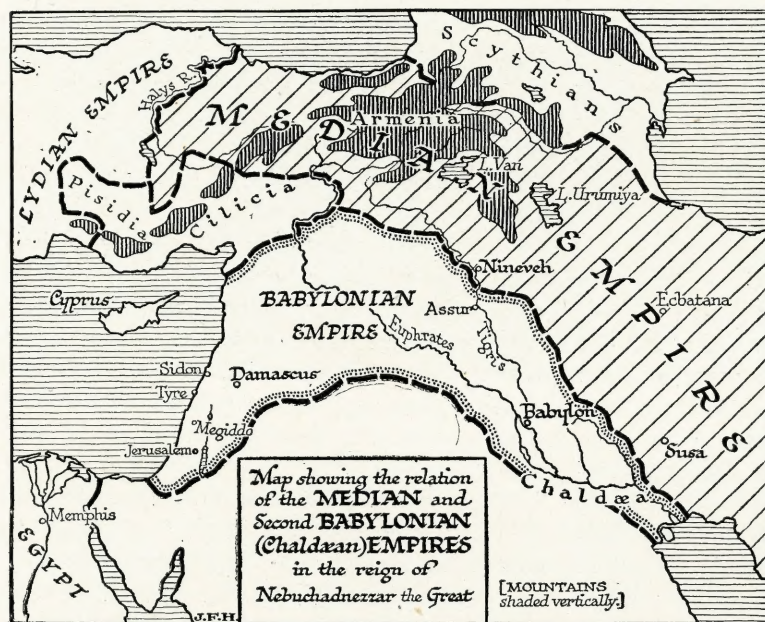 Scythians
LYDIAN EMPIRE
Halys R.
MEDIAN EMPIRE
Armenia
L. Van
L. Urumiya
Pisidia
Cilicia
Nineveh
Cyprus
BABYLONIAN
EMPIRE
Assur
Ecbatana
Euphrates
Tigris
Sidon
Damascus
Tyre
Megiddo
Babylon
Jerusalem
Susa
Chaldæa
Memphis
EGYPT
Map showing the relation
of the MEDIAN and
Second BABYLONIAN
(Chaldæan) EMPIRES
in the reign of
Nebuchadnezzar the Great
[MOUNTAINS
shaded vertically.]
J.F.H.